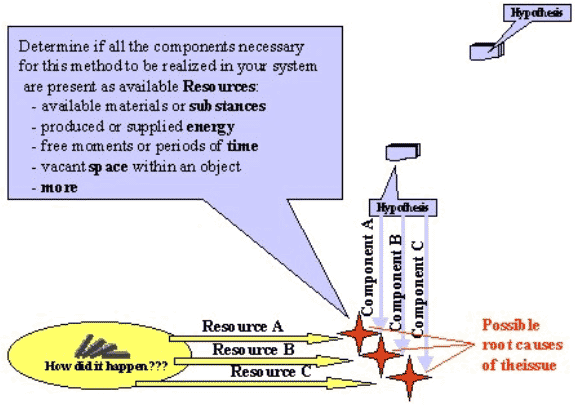 Hypothesis
Determine if all the components necessary
for this method to be realized in your system
are present as available Resources:
- available materials or substances
- produced or supplied energy
- free moments or periods of time
- vacant space within an object
- more
Hypothesis
Component A
Component B
Component C
Resource A
Resource B
Resource C
How did it happen???
Possible
root causes
of theissue